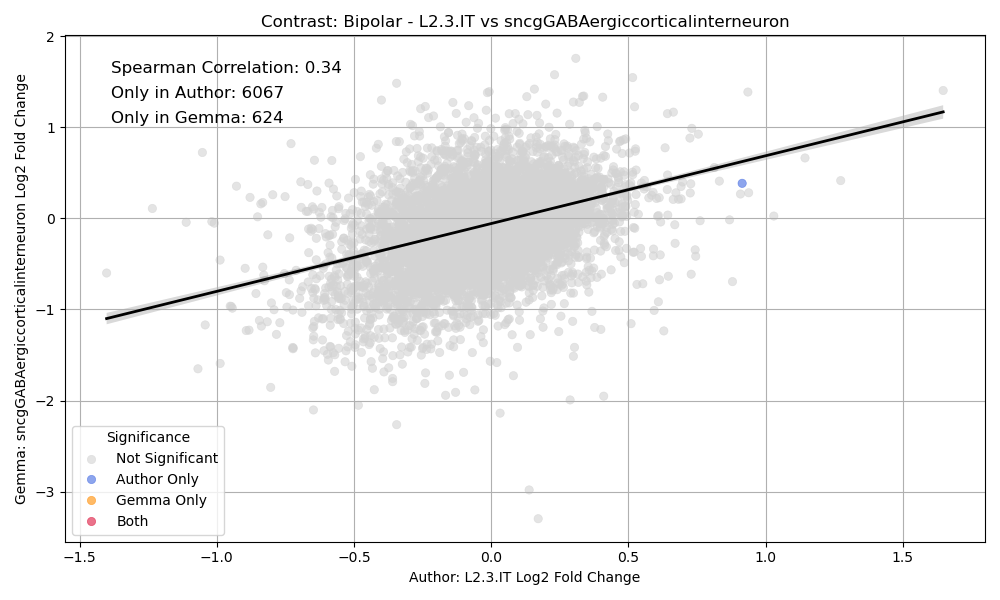 Contrast: Bipolar - L2.3.IT vs sncgGABAergiccorticalinterneuron
Spearman Correlation: 0.34
Only in Author: 6067
Only in Gemma: 624
Gemma: sncgGABAergiccorticalinterneuron Log2 Fold Change
2
1
0
−1
−2
−3
Significance
Not Significant
Author Only
Gemma Only
Both
−1.5
−1.0
−0.5
0.0
0.5
1.0
1.5
Author: L2.3.IT Log2 Fold Change